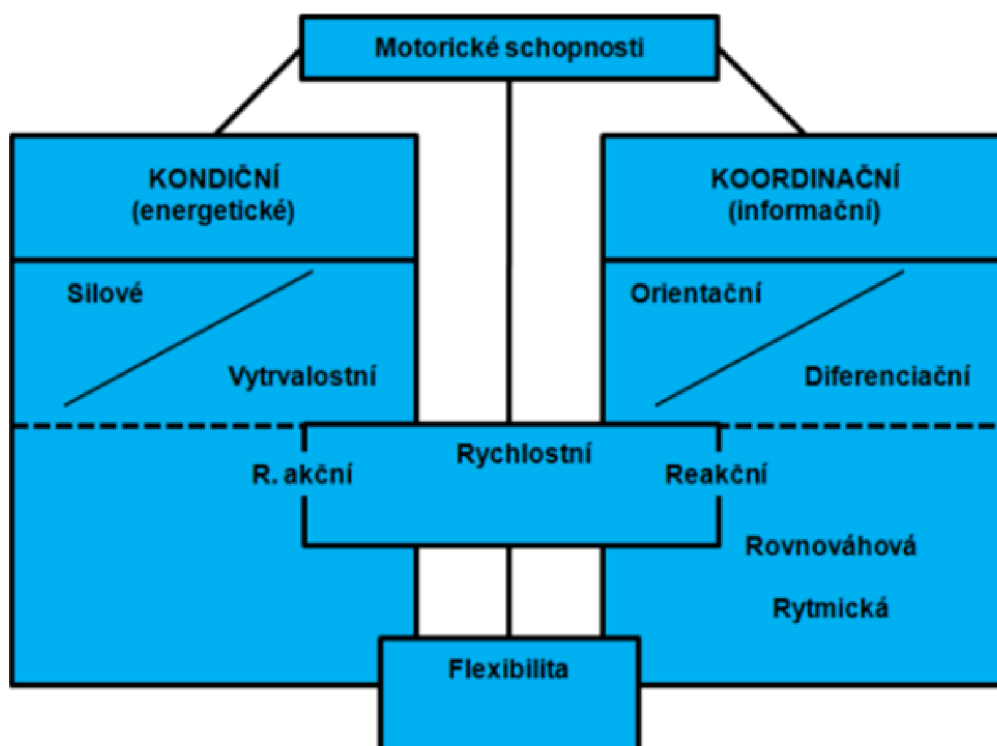 Motorické schopnosti
KONDIČNÍ
(energetické)
KOORDINAČNÍ
(informační)
Silové
Vytrvalostní
Orientační
Diferenciační
Rychlostní
R. akční
Reakční
Rovnováhová
Rytmická
Flexibilita